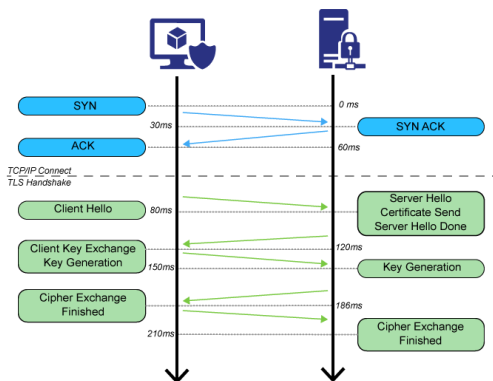 SYN
0 ms
30ms
SYN ACK
ACK
60ms
TCP/IP Connect
TLS Handshake
Client Hello
80ms
Server Hello
Certificate Send
Server Hello Done
Client Key Exchange
Key Generation
120ms
150ms
Key Generation
Cipher Exchange
Finished
186ms
210ms
Cipher Exchange
Finished